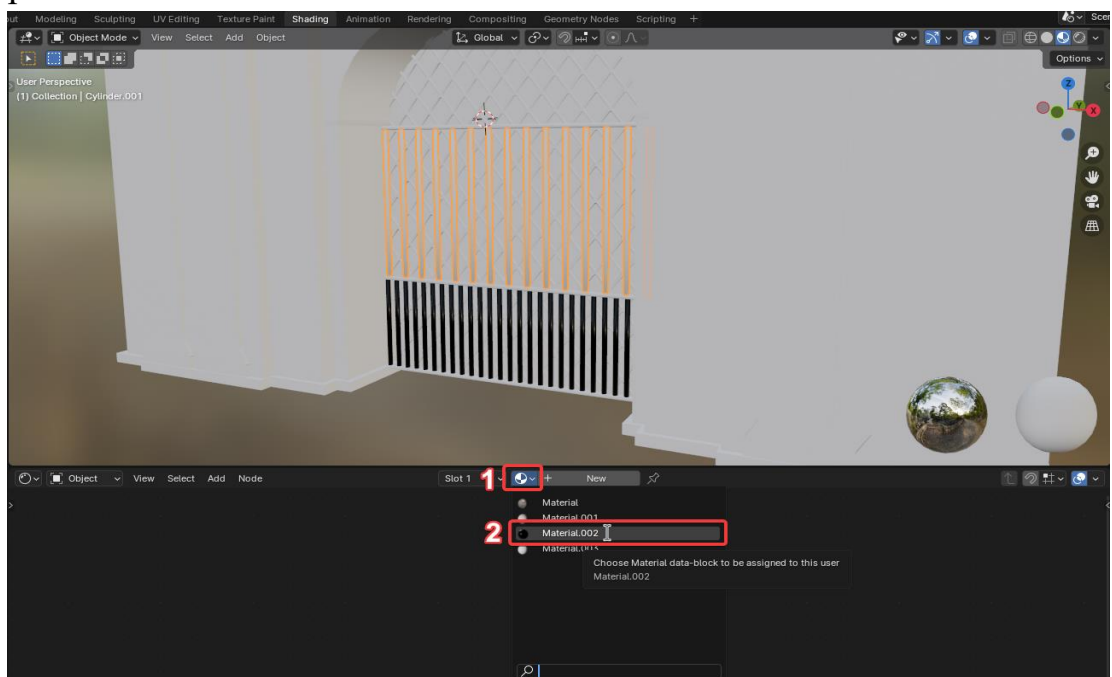 Modeling Sculpting UV Editing Texture Paint Shading Animation Rendering Compositing Geometry Nodes Scripting +
Object Mode View Select Add Object Global
Options
User Perspective
(1) Collection | Cylinder.001
Z
Y
X
Object View Select Add Node Slot 1 1 + New
Material
Material.001
2 Material.002
Material.003
Choose Material data-block to be assigned to this user
Material.002